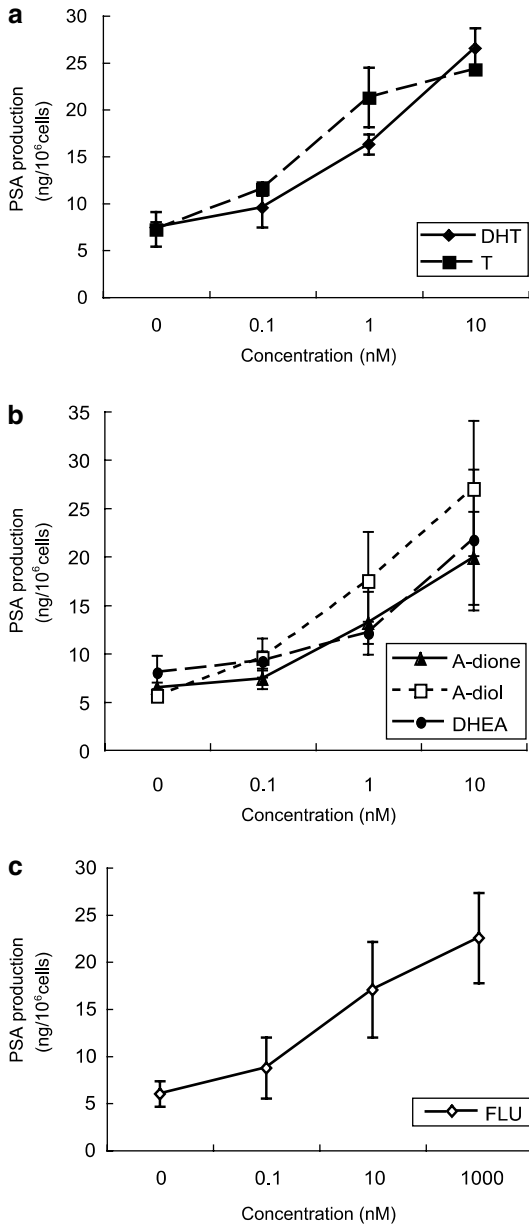 a
30
25
20
15
10
5
0
PSA production
(ng/10⁶cells)
DHT
T
0 0.1 1 10
Concentration (nM)
b
35
30
25
20
15
10
5
0
PSA production
(ng/10⁶cells)
A-dione
A-diol
DHEA
0 0.1 1 10
Concentration (nM)
c
30
25
20
15
10
5
0
PSA production
(ng/10⁶cells)
FLU
0 0.1 10 1000
Concentration (nM)